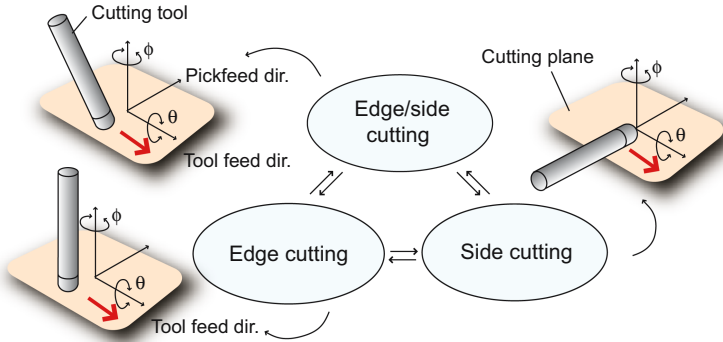 Cutting tool
ϕ
Pickfeed dir.
θ
Tool feed dir.
Edge/side
cutting
Cutting plane
ϕ
θ
ϕ
θ
Tool feed dir.
Edge cutting
Side cutting